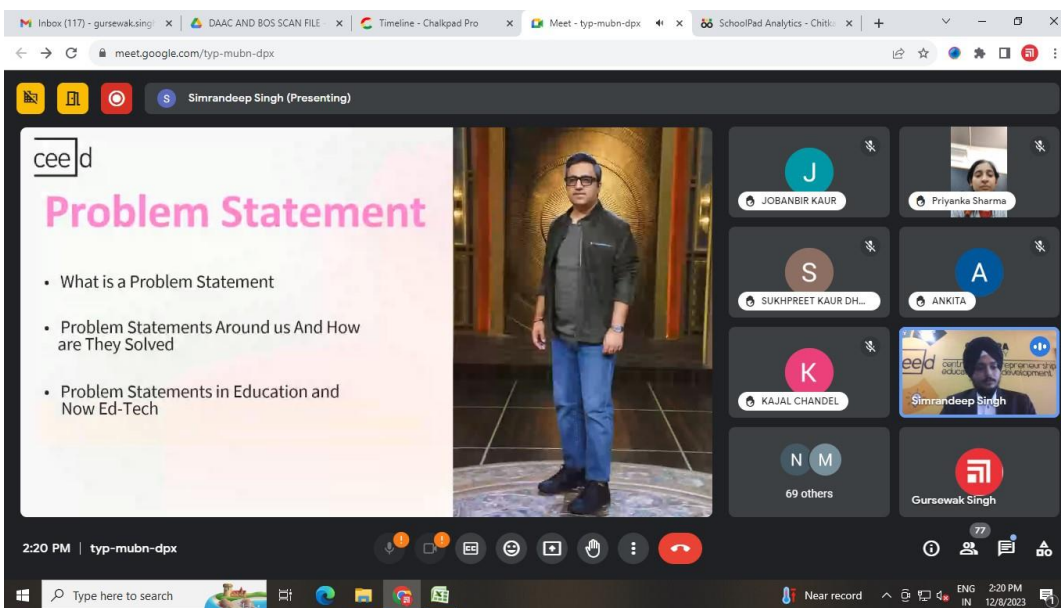 Inbox (117) - gursewak.sing
DAAC AND BOS SCAN FILE
Timeline - Chalkpad Pro
Meet - typ-mubn-dpx
SchoolPad Analytics - Chitk
meet.google.com/typ-mubn-dpx
S Simrandeep Singh (Presenting)
ceed
Problem Statement
• What is a Problem Statement
• Problem Statements Around us And How
are They Solved
• Problem Statements in Education and
Now Ed-Tech
J
JOBANBIR KAUR
Priyanka Sharma
S
SUKHPREET KAUR DH...
A
ANKITA
K
KAJAL CHANDEL
ceed
Simrandeep Singh
N M
69 others
Gursewak Singh
2:20 PM | typ-mubn-dpx
CC
77
Type here to search
Near record
ENG
IN
2:20 PM
12/8/2023